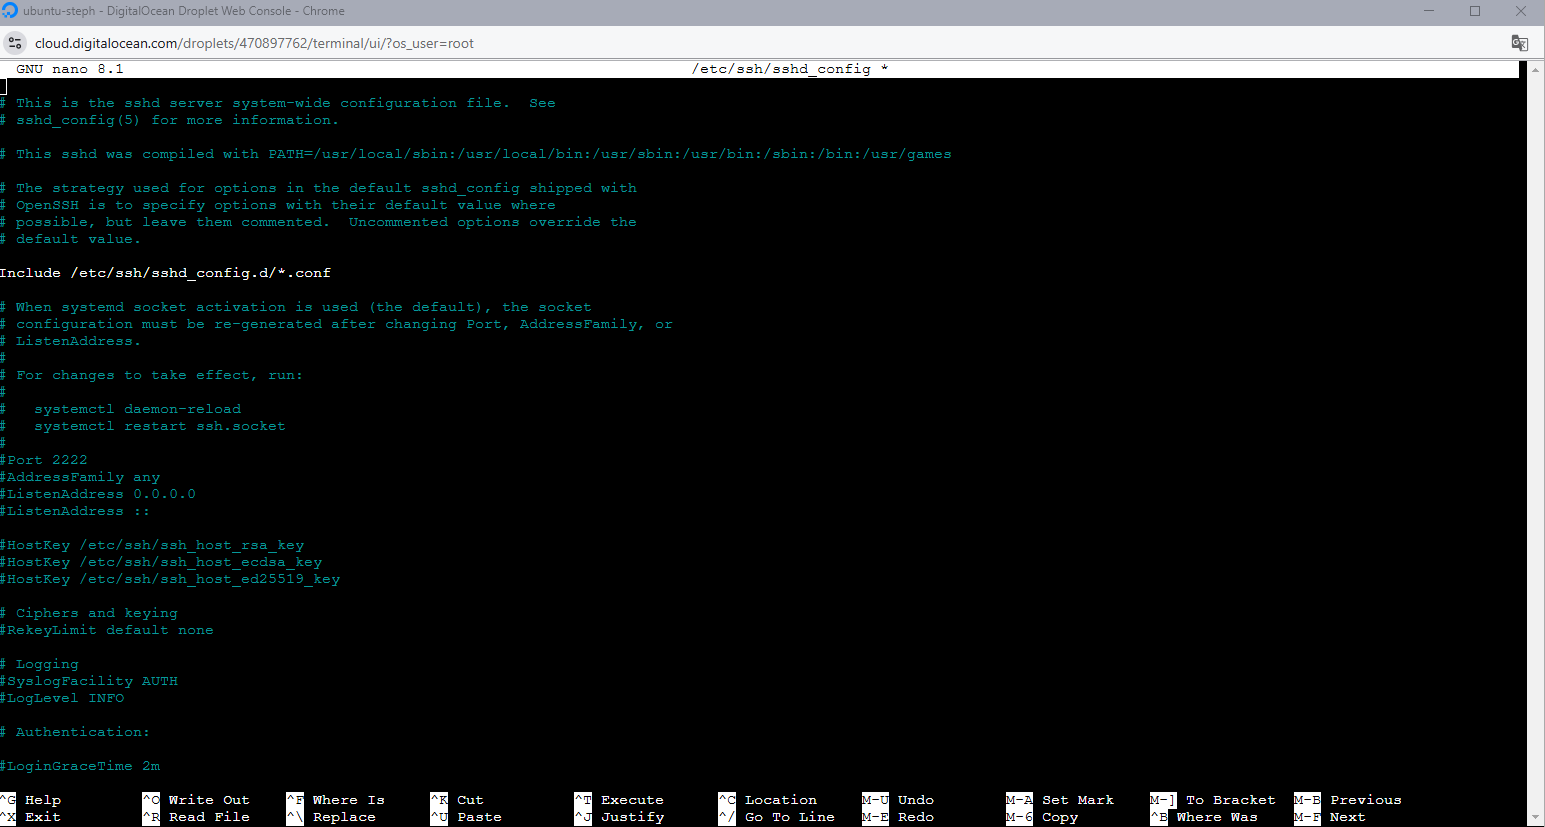 ubuntu-steph - DigitalOcean Droplet Web Console - Chrome
cloud.digitalocean.com/droplets/470897762/terminal/ui/?os_user=root
GNU nano 8.1 /etc/ssh/sshd_config *
# This is the sshd server system-wide configuration file.  See
# sshd_config(5) for more information.
# This sshd was compiled with PATH=/usr/local/sbin:/usr/local/bin:/usr/sbin:/usr/bin:/sbin:/bin:/usr/games
# The strategy used for options in the default sshd_config shipped with
# OpenSSH is to specify options with their default value where
# possible, but leave them commented.  Uncommented options override the
# default value.
Include /etc/ssh/sshd_config.d/*.conf
# When systemd socket activation is used (the default), the socket
# configuration must be re-generated after changing Port, AddressFamily, or
# ListenAddress.
#
# For changes to take effect, run:
#
#   systemctl daemon-reload
#   systemctl restart ssh.socket
#
#Port 2222
#AddressFamily any
#ListenAddress 0.0.0.0
#ListenAddress ::
#HostKey /etc/ssh/ssh_host_rsa_key
#HostKey /etc/ssh/ssh_host_ecdsa_key
#HostKey /etc/ssh/ssh_host_ed25519_key
# Ciphers and keying
#RekeyLimit default none
# Logging
#SyslogFacility AUTH
#LogLevel INFO
# Authentication:
#LoginGraceTime 2m
^G Help ^O Write Out ^F Where Is ^K Cut ^T Execute ^C Location M-U Undo M-A Set Mark M-] To Bracket M-B Previous
^X Exit ^R Read File ^\ Replace ^U Paste ^J Justify ^/ Go To Line M-E Redo M-6 Copy ^B Where Was M-F Next